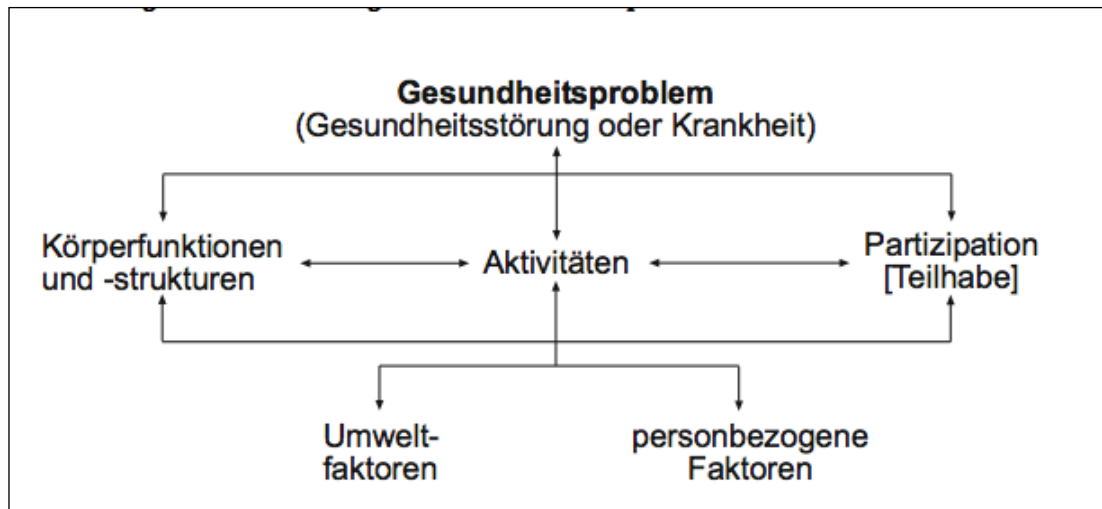 Gesundheitsproblem
(Gesundheitsstörung oder Krankheit)
Körperfunktionen
und -strukturen
Aktivitäten
Partizipation
[Teilhabe]
Umwelt-
faktoren
personbezogene
Faktoren